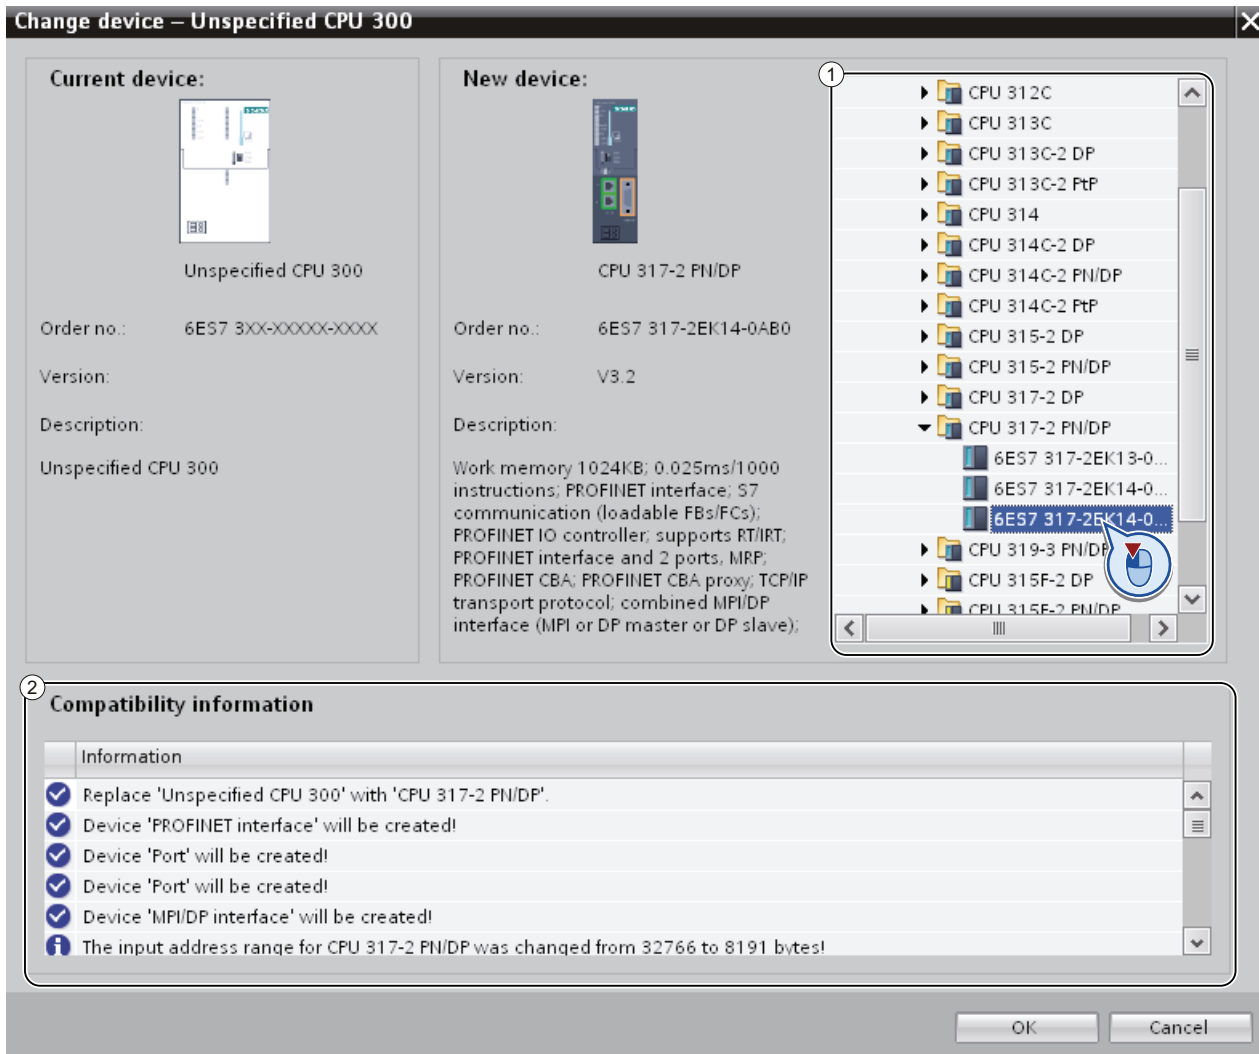 Change device – Unspecified CPU 300
Current device:
Unspecified CPU 300
Order no.: 6ES7 3XX-XXXXX-XXXX
Version:
Description:
Unspecified CPU 300
New device:
SIEMENS
CPU 317-2 PN/DP
Order no.: 6ES7 317-2EK14-0AB0
Version: V3.2
Description:
Work memory 1024KB; 0.025ms/1000
instructions; PROFINET interface; S7
communication (loadable FBs/FCs);
PROFINET IO controller; supports RT/IRT;
PROFINET interface and 2 ports, MRP;
PROFINET CBA; PROFINET CBA proxy; TCP/IP
transport protocol; combined MPI/DP
interface (MPI or DP master or DP slave);
1
CPU 312C
CPU 313C
CPU 313C-2 DP
CPU 313C-2 PtP
CPU 314
CPU 314C-2 DP
CPU 314C-2 PN/DP
CPU 314C-2 PtP
CPU 315-2 DP
CPU 315-2 PN/DP
CPU 317-2 DP
CPU 317-2 PN/DP
6ES7 317-2EK13-0...
6ES7 317-2EK14-0...
6ES7 317-2EK14-0...
CPU 319-3 PN/DP
CPU 315F-2 DP
CPU 315F-2 PN/DP
2
Compatibility information
Information
Replace 'Unspecified CPU 300' with 'CPU 317-2 PN/DP'.
Device 'PROFINET interface' will be created!
Device 'Port' will be created!
Device 'Port' will be created!
Device 'MPI/DP interface' will be created!
The input address range for CPU 317-2 PN/DP was changed from 32766 to 8191 bytes!
OK
Cancel